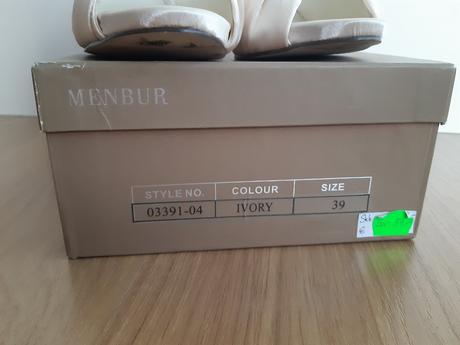 MENBUR
STYLE NO. COLOUR SIZE
03391-04 IVORY 39